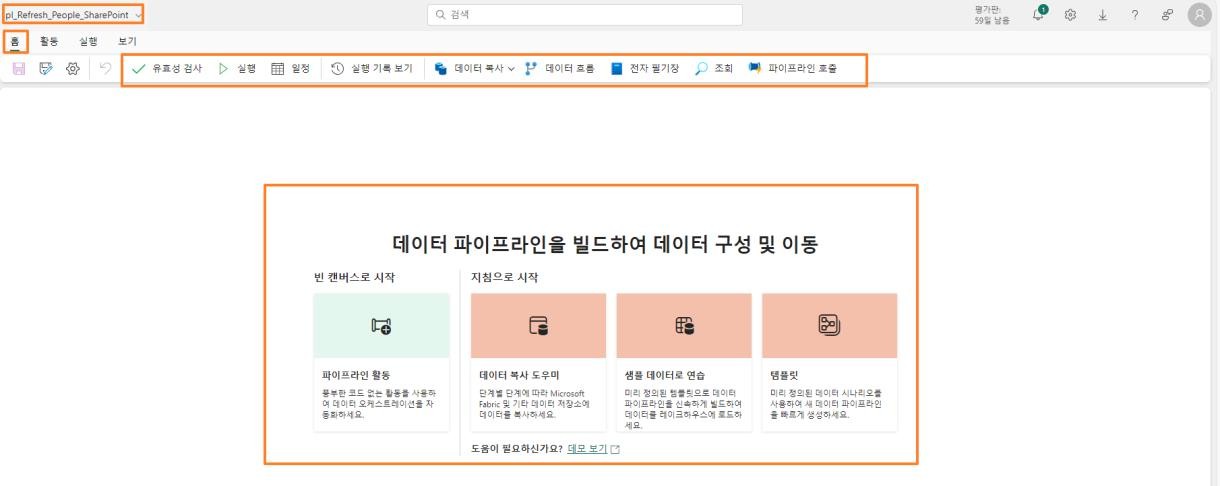 pl_Refresh_People_SharePoint
검색
평가판:
59일 남음
1
홈 활동 실행 보기
유효성 검사 실행 일정 실행 기록 보기 데이터 복사 데이터 흐름 전자 필기장 조회 파이프라인 호출
데이터 파이프라인을 빌드하여 데이터 구성 및 이동
빈 캔버스로 시작
지침으로 시작
파이프라인 활동
풍부한 코드 없는 활동을 사용하
여 데이터 오케스트레이션을 자
동화하세요.
데이터 복사 도우미
단계별 단계에 따라 Microsoft
Fabric 및 기타 데이터 저장소에
데이터를 복사하세요.
샘플 데이터로 연습
미리 정의된 템플릿으로 데이터
파이프라인을 신속하게 빌드하여
데이터를 레이크하우스에 로드하
세요.
템플릿
미리 정의된 데이터 시나리오를
사용하여 새 데이터 파이프라인
을 빠르게 생성하세요.
도움이 필요하신가요? 데모 보기